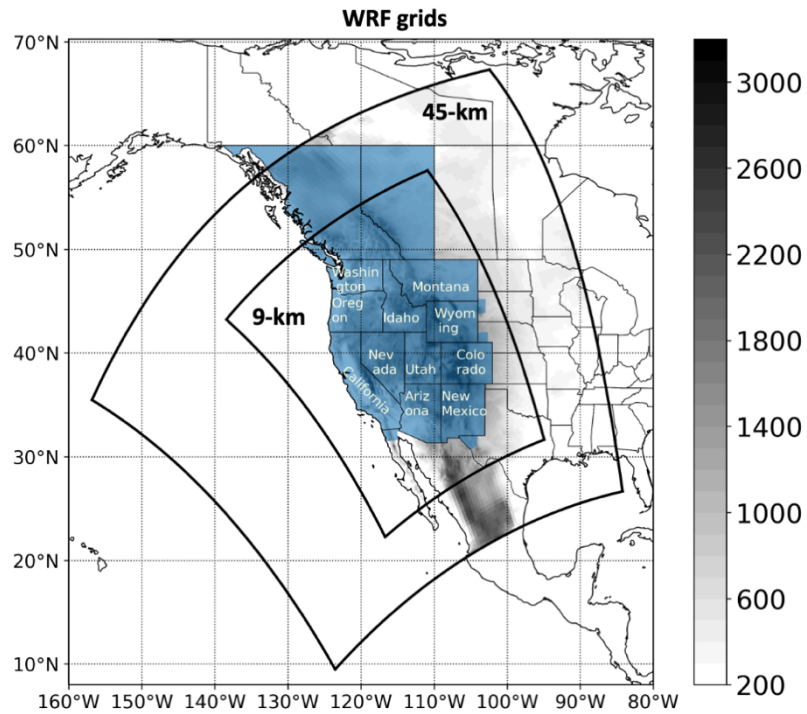 WRF grids
70°N
60°N
50°N
40°N
30°N
20°N
10°N
160°W
150°W
140°W
130°W
120°W
110°W
100°W
90°W
80°W
45-km
9-km
Washin
gton
Oreg
on
Montana
Idaho
Wyom
ing
Nev
ada
Utah
Colo
rado
California
Ariz
ona
New
Mexico
3000
2600
2200
1800
1400
1000
600
200